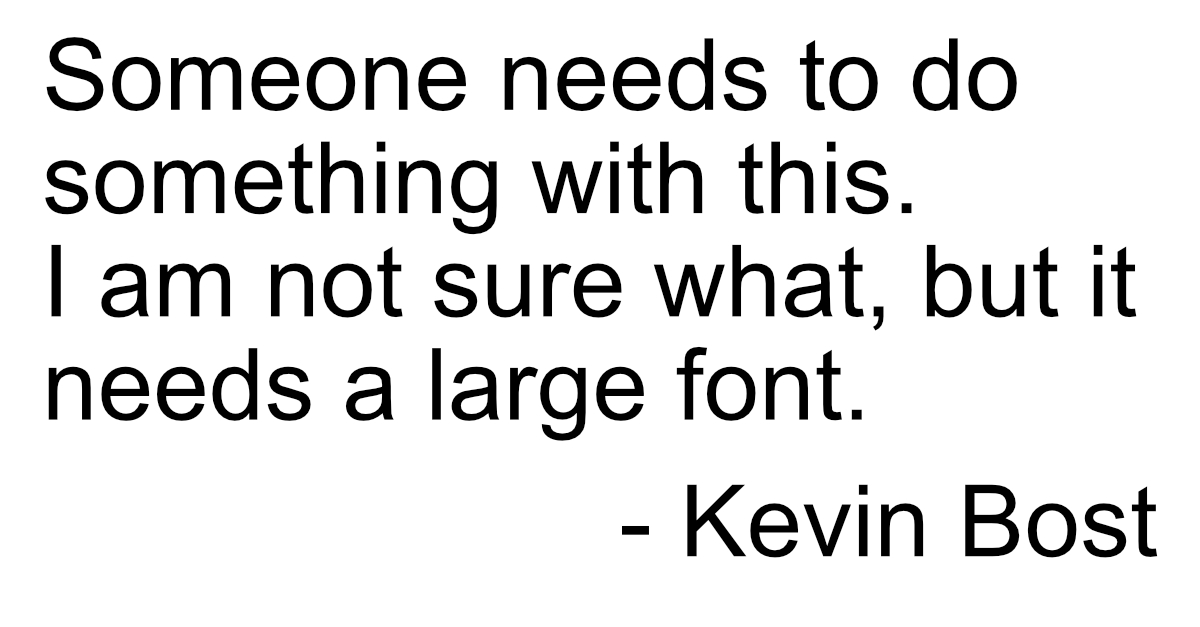 Someone needs to do
something with this.
I am not sure what, but it
needs a large font.
- Kevin Bost